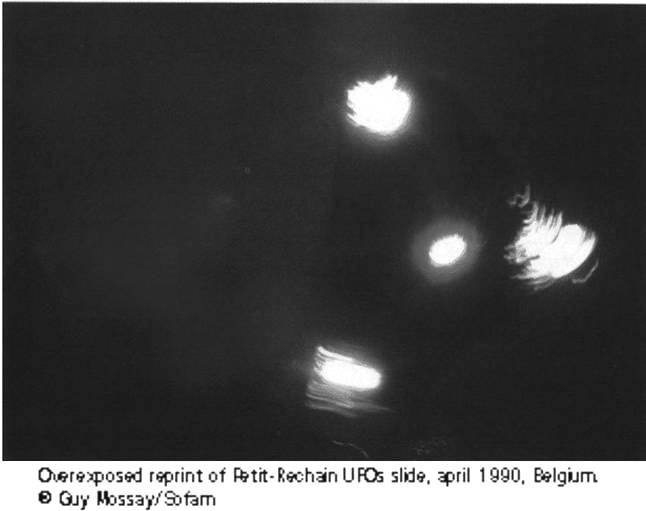 Overexposed reprint of Petit-Rechain UFOs slide, april 1990, Belgium.
© Guy Mossay/Sofam